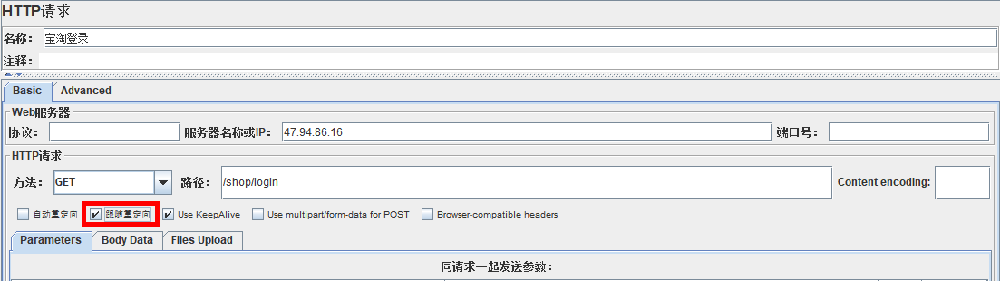 HTTP请求
名称： 宝淘登录
注释：
Basic Advanced
Web服务器
协议： 服务器名称或IP： 47.94.86.16 端口号：
HTTP请求
方法： GET 路径： /shop/login Content encoding:
自动重定向 跟随重定向 Use KeepAlive Use multipart/form-data for POST Browser-compatible headers
Parameters Body Data Files Upload
同请求一起发送参数：